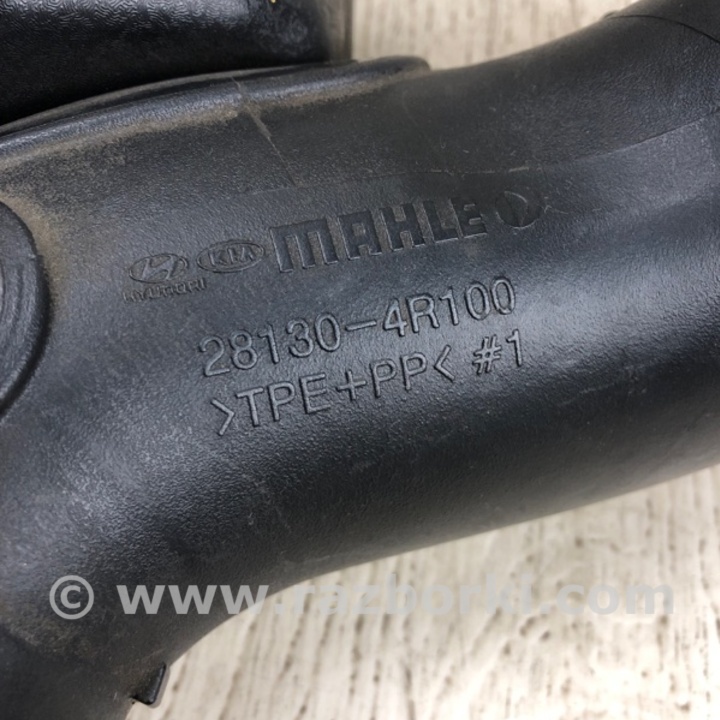 HYUNDAI KIA MAHLE
28130-4R100
>TPE+PP< #1
© www.razborki.com